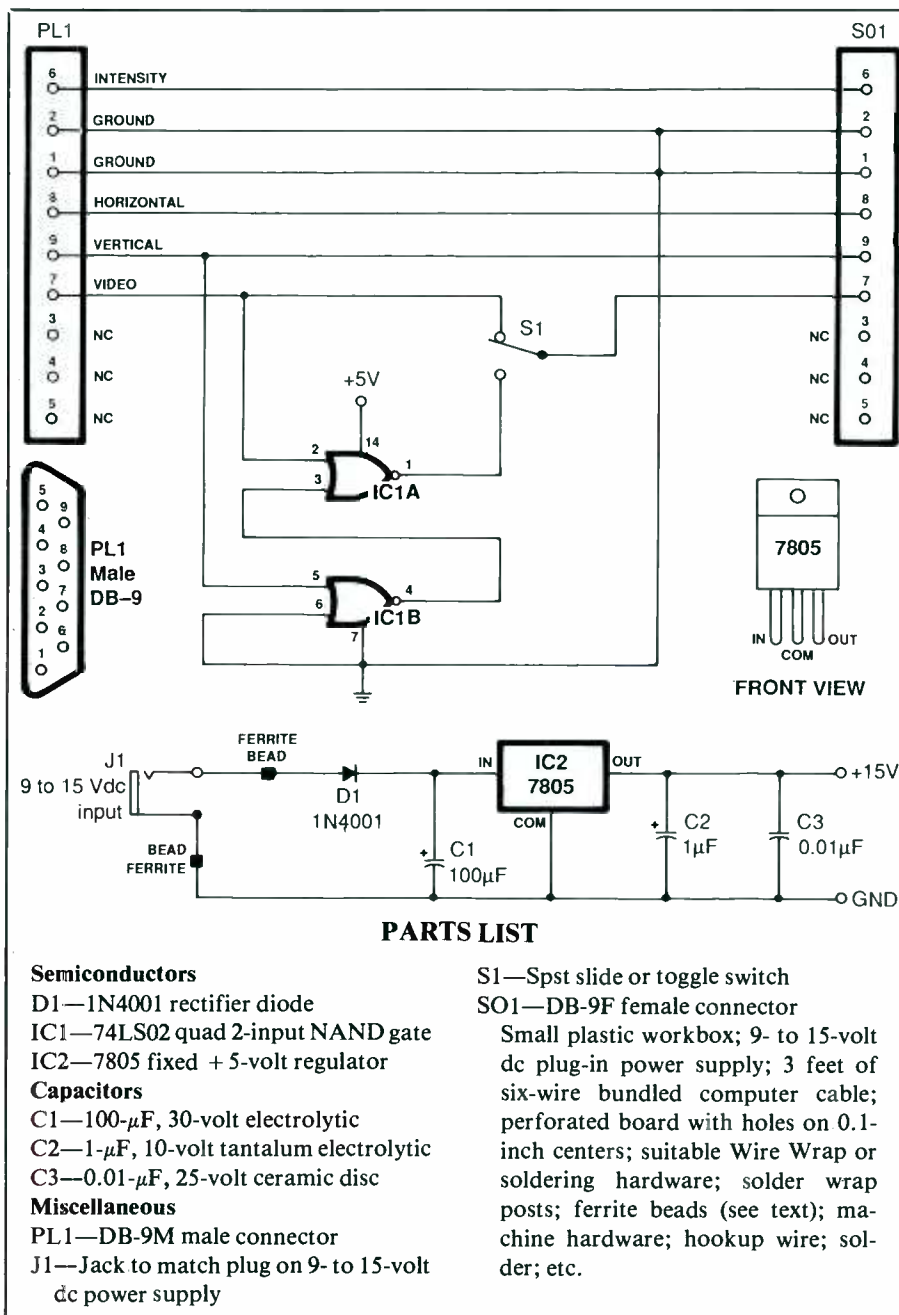 PL1
S01
6
INTENSITY
6
2
GROUND
2
1
GROUND
1
8
HORIZONTAL
8
9
VERTICAL
9
7
VIDEO
7
3
NC
NC
3
4
NC
NC
4
5
NC
NC
5
S1
+5V
14
2
3
1
IC1A
5
6
4
IC1B
7
5
9
4
8
3
7
2
6
1
PL1
Male
DB–9
7805
IN
COM
OUT
FRONT VIEW
J1
9 to 15 Vdc
input
FERRITE
BEAD
BEAD
FERRITE
D1
1N4001
+
C1
100µF
IN
IC2
7805
OUT
COM
+
C2
1µF
C3
0.01µF
+15V
GND
PARTS LIST
Semiconductors
D1—1N4001 rectifier diode
IC1—74LS02 quad 2-input NAND gate
IC2—7805 fixed +5-volt regulator
Capacitors
C1—100-µF, 30-volt electrolytic
C2—1-µF, 10-volt tantalum electrolytic
C3—0.01-µF, 25-volt ceramic disc
Miscellaneous
PL1—DB-9M male connector
J1—Jack to match plug on 9- to 15-volt
dc power supply
S1—Spst slide or toggle switch
SO1—DB-9F female connector
Small plastic workbox; 9- to 15-volt
dc plug-in power supply; 3 feet of
six-wire bundled computer cable;
perforated board with holes on 0.1-
inch centers; suitable Wire Wrap or
soldering hardware; solder wrap
posts; ferrite beads (see text); ma-
chine hardware; hookup wire; sol-
der; etc.